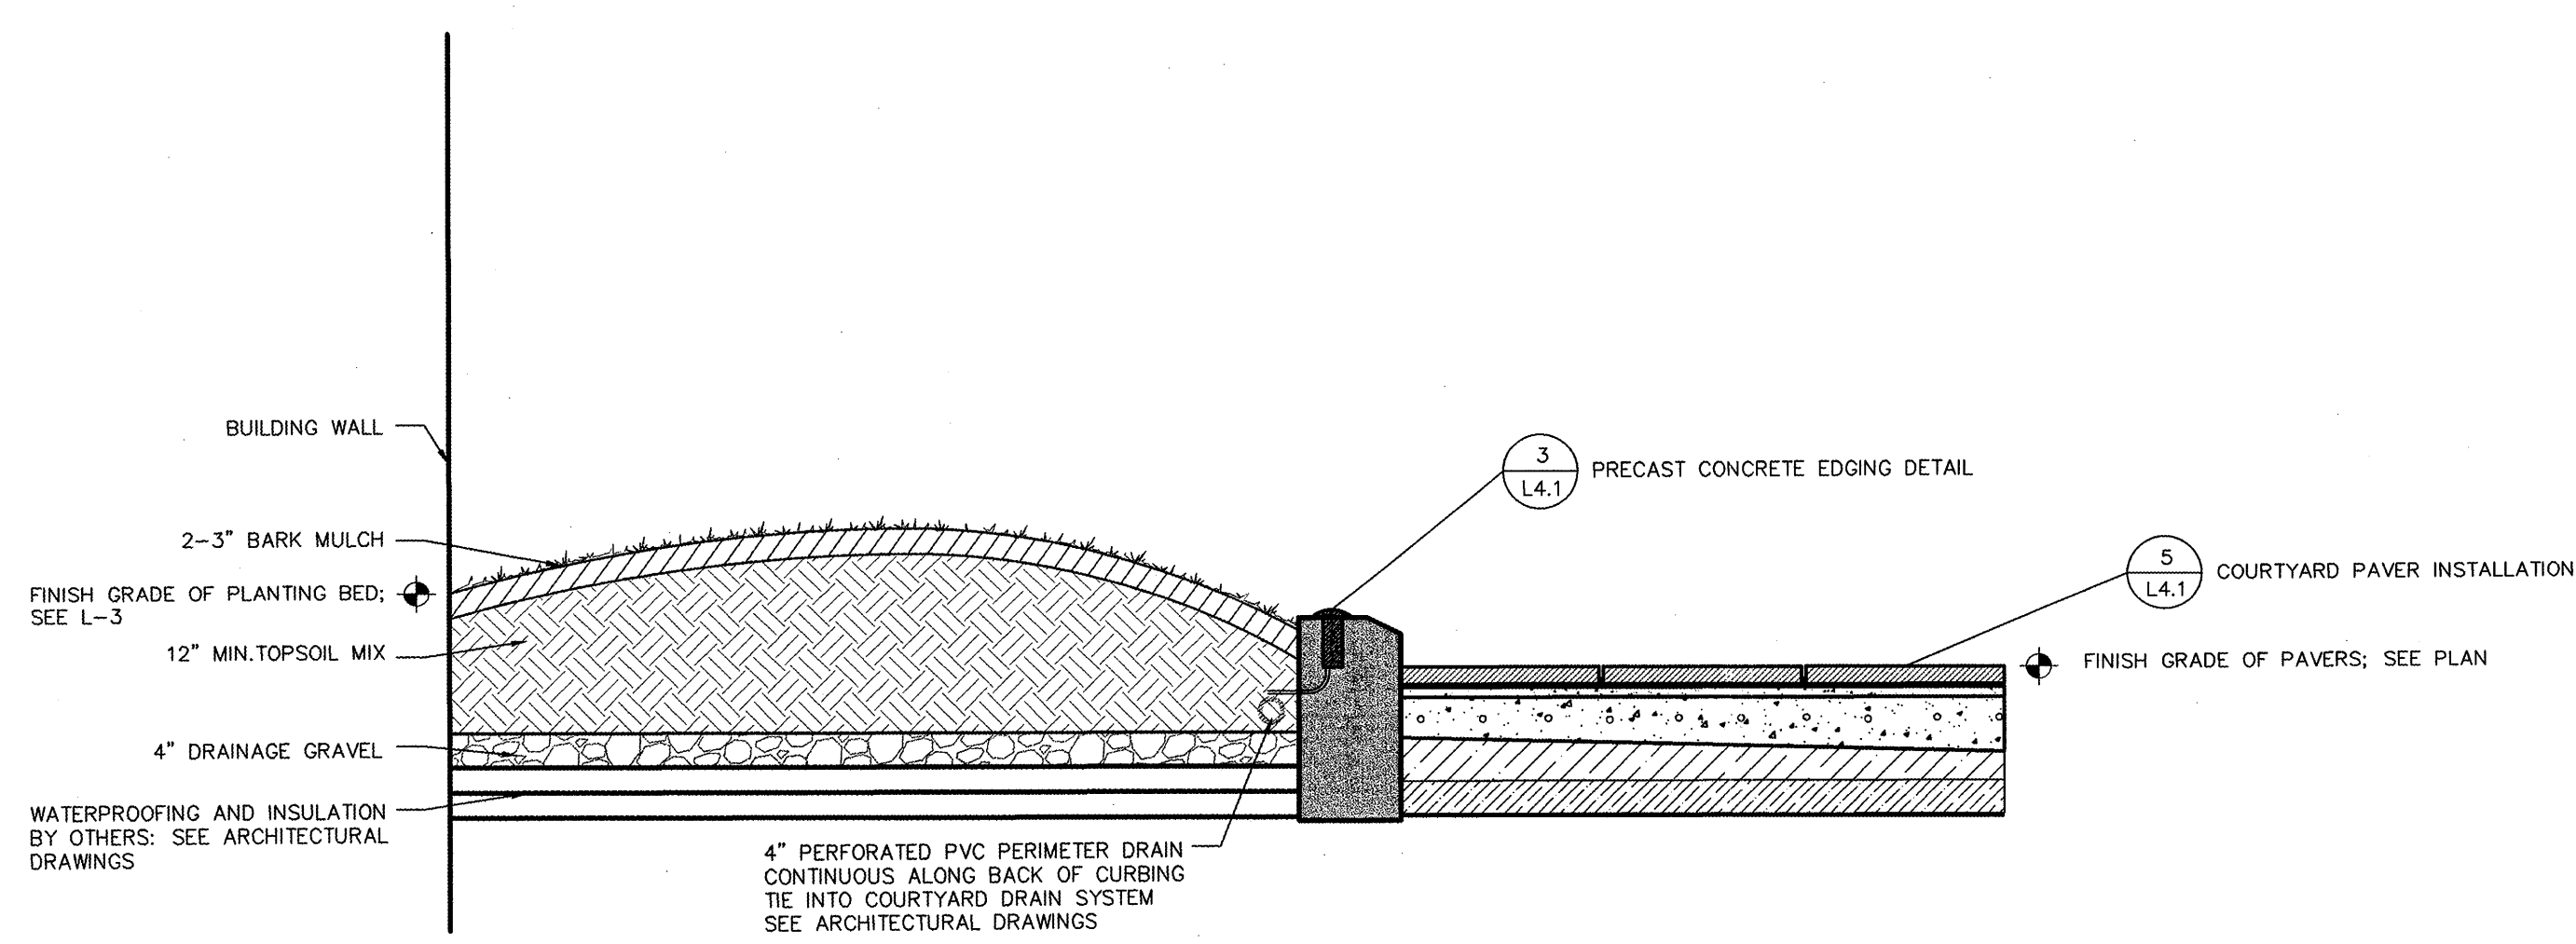 BUILDING WALL
2-3" BARK MULCH
FINISH GRADE OF PLANTING BED;
SEE L-3
12" MIN.TOPSOIL MIX
4" DRAINAGE GRAVEL
WATERPROOFING AND INSULATION
BY OTHERS: SEE ARCHITECTURAL
DRAWINGS
4" PERFORATED PVC PERIMETER DRAIN
CONTINUOUS ALONG BACK OF CURBING
TIE INTO COURTYARD DRAIN SYSTEM
SEE ARCHITECTURAL DRAWINGS
3
L4.1
PRECAST CONCRETE EDGING DETAIL
5
L4.1
COURTYARD PAVER INSTALLATION
FINISH GRADE OF PAVERS; SEE PLAN